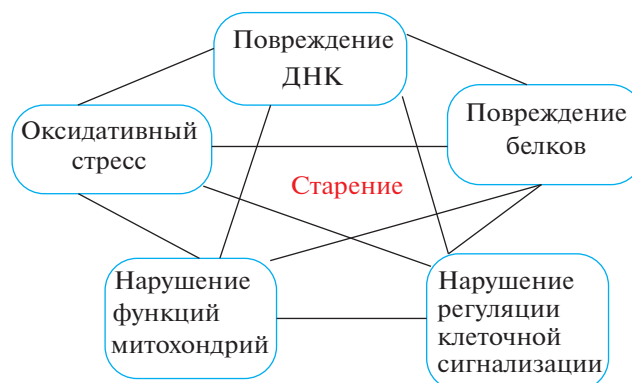 Повреждение
ДНК
Оксидативный
стресс
Повреждение
белков
Старение
Нарушение
функций
митохондрий
Нарушение
регуляции
клеточной
сигнализации